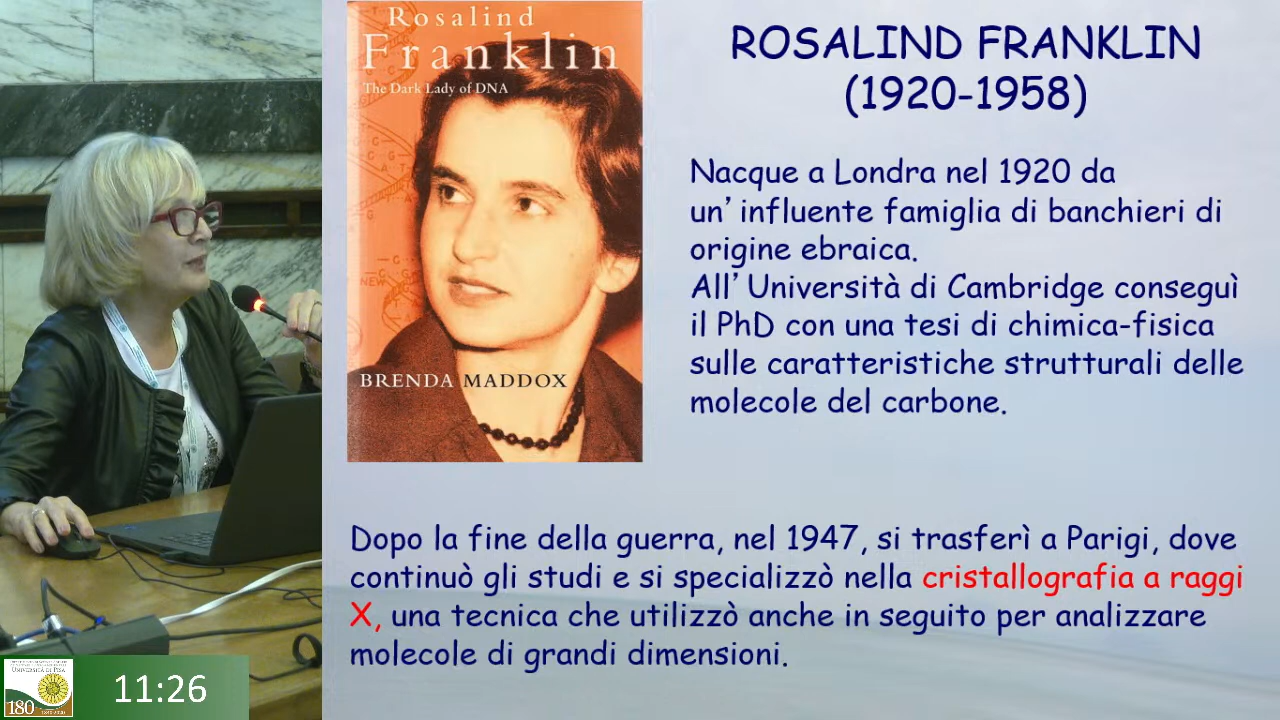 Rosalind
Franklin
The Dark Lady of DNA
BRENDA MADDOX
ROSALIND FRANKLIN
(1920-1958)
Nacque a Londra nel 1920 da
un’ influente famiglia di banchieri di
origine ebraica.
All’ Università di Cambridge conseguì
il PhD con una tesi di chimica-fisica
sulle caratteristiche strutturali delle
molecole del carbone.
Dopo la fine della guerra, nel 1947, si trasferì a Parigi, dove
continuò gli studi e si specializzò nella cristallografia a raggi
X, una tecnica che utilizzò anche in seguito per analizzare
molecole di grandi dimensioni.
UNIVERSITÀ DI PISA
180
11:26